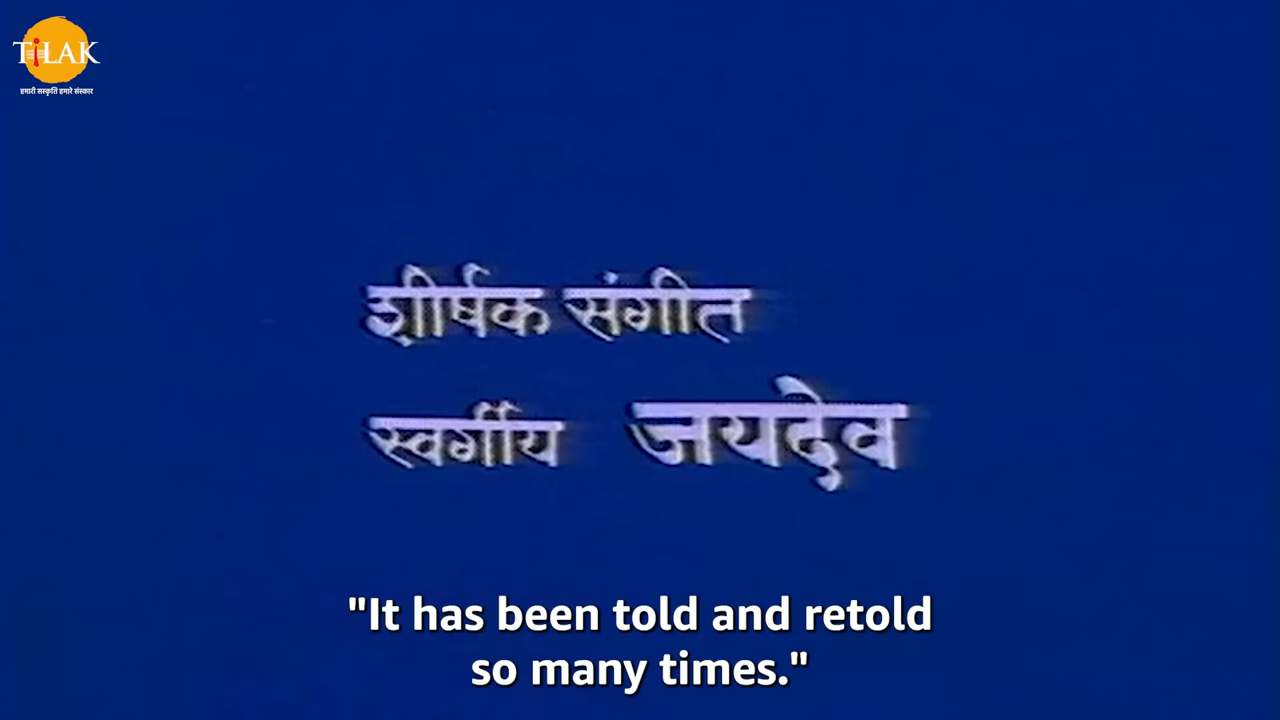 TiLAK
हमारी संस्कृति हमारे संस्कार
शीर्षक संगीत
स्वर्गीय जयदेव
"It has been told and retold
so many times."